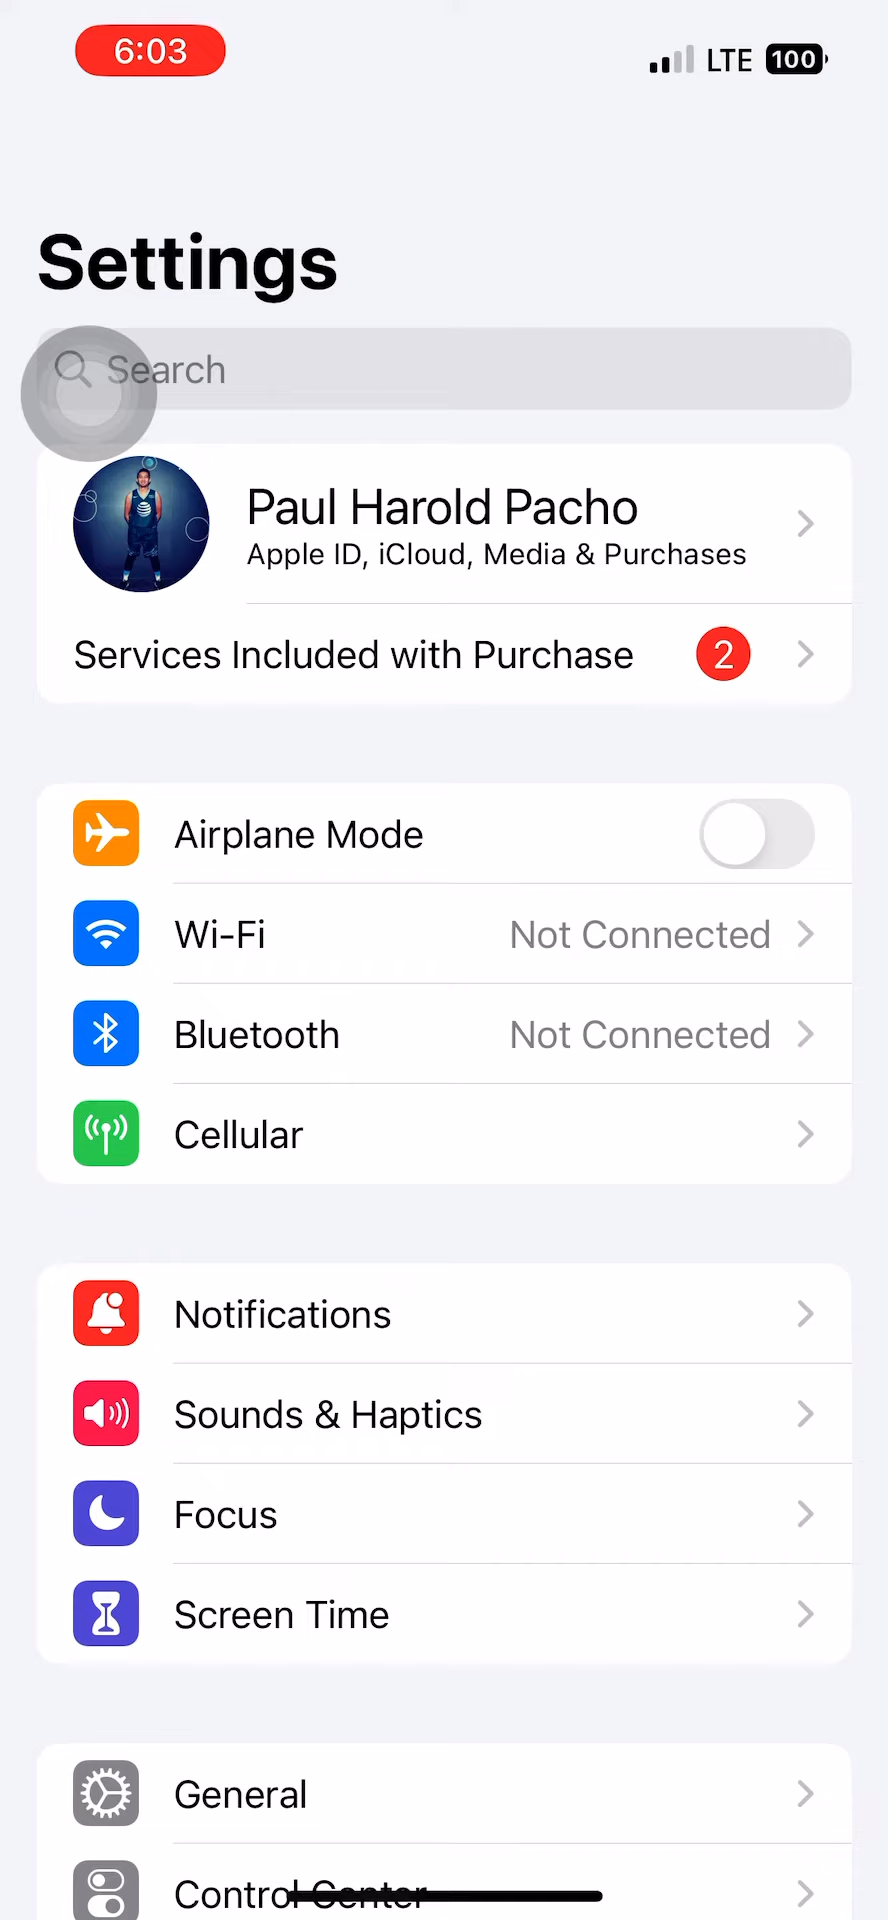 6:03
LTE 100
Settings
Search
Paul Harold Pacho
Apple ID, iCloud, Media & Purchases
Services Included with Purchase 2
Airplane Mode
Wi-Fi Not Connected
Bluetooth Not Connected
Cellular
Notifications
Sounds & Haptics
Focus
Screen Time
General
Control Center